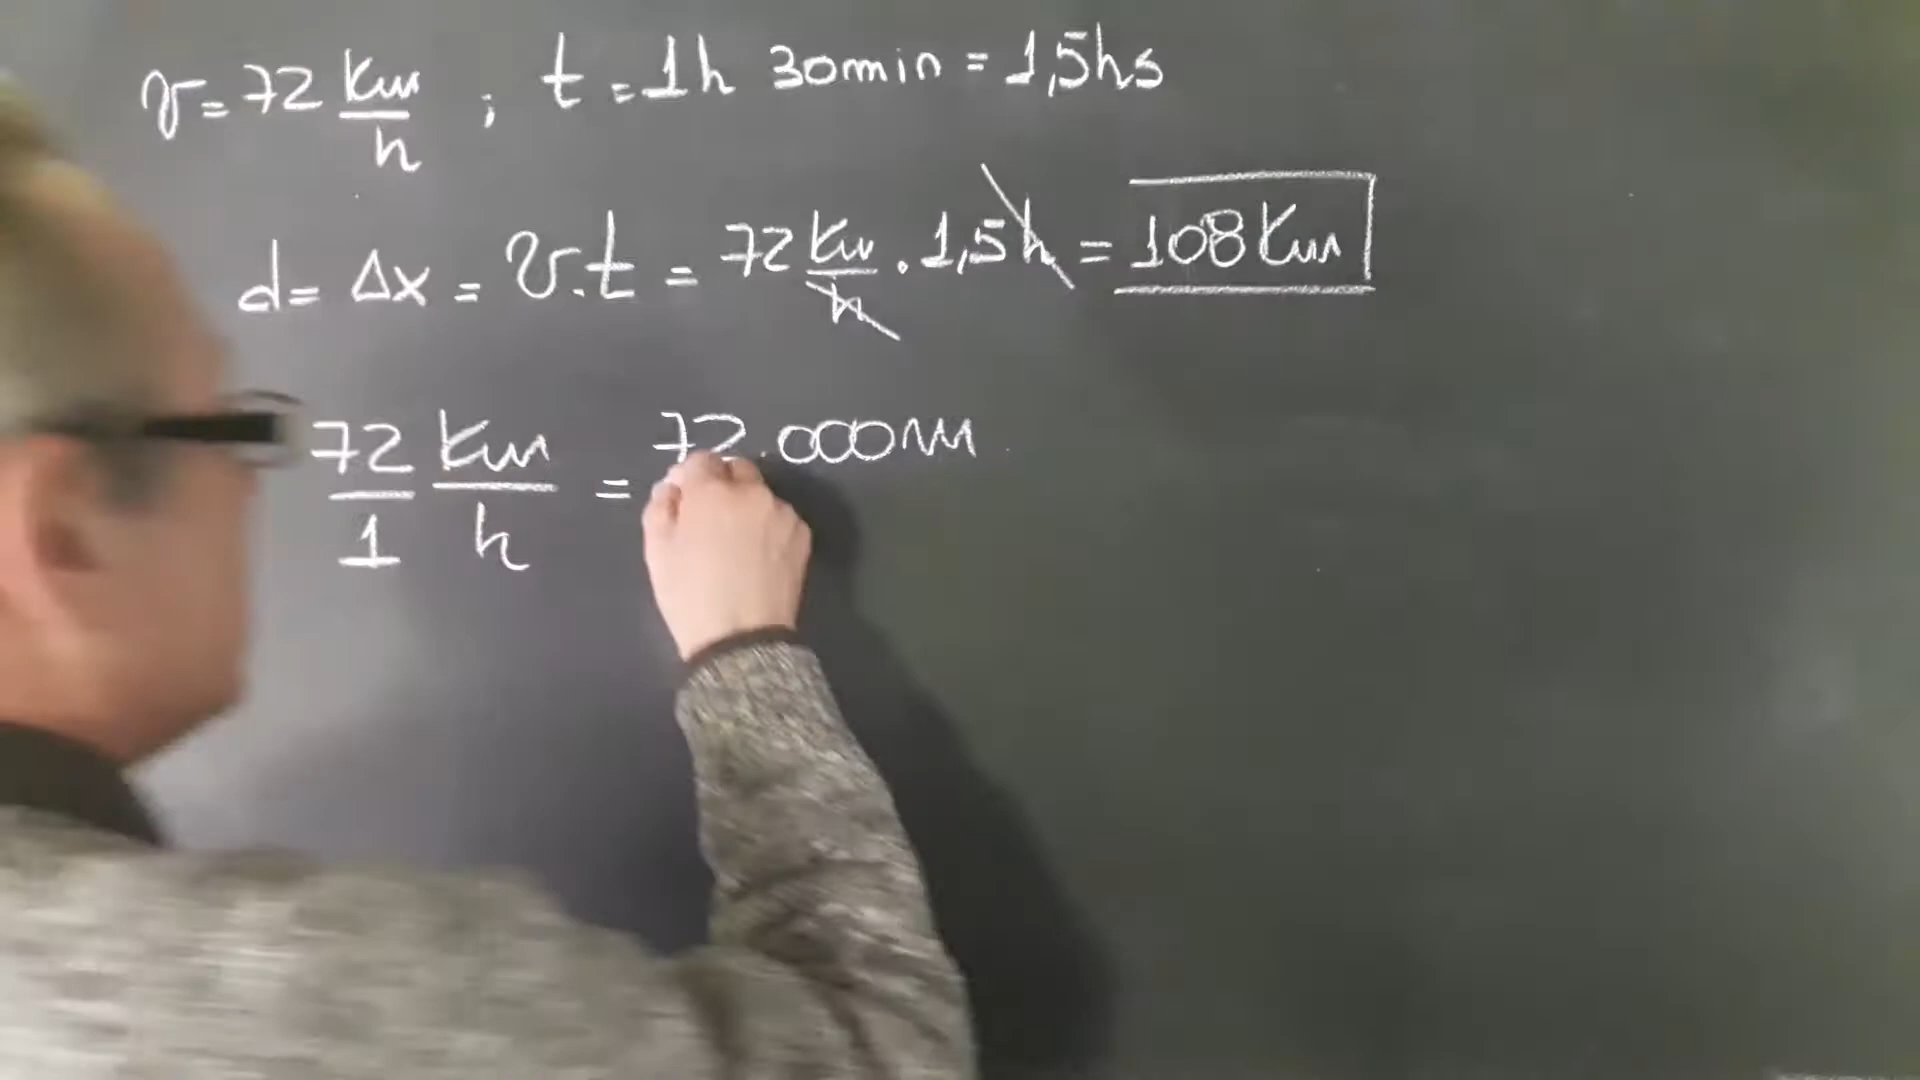 v = 72 Km/h ; t = 1h 30min = 1,5hs
d = Δx = v.t = 72 Km/h . 1,5h = 108 Km
72/1 Km/h = 72.000m